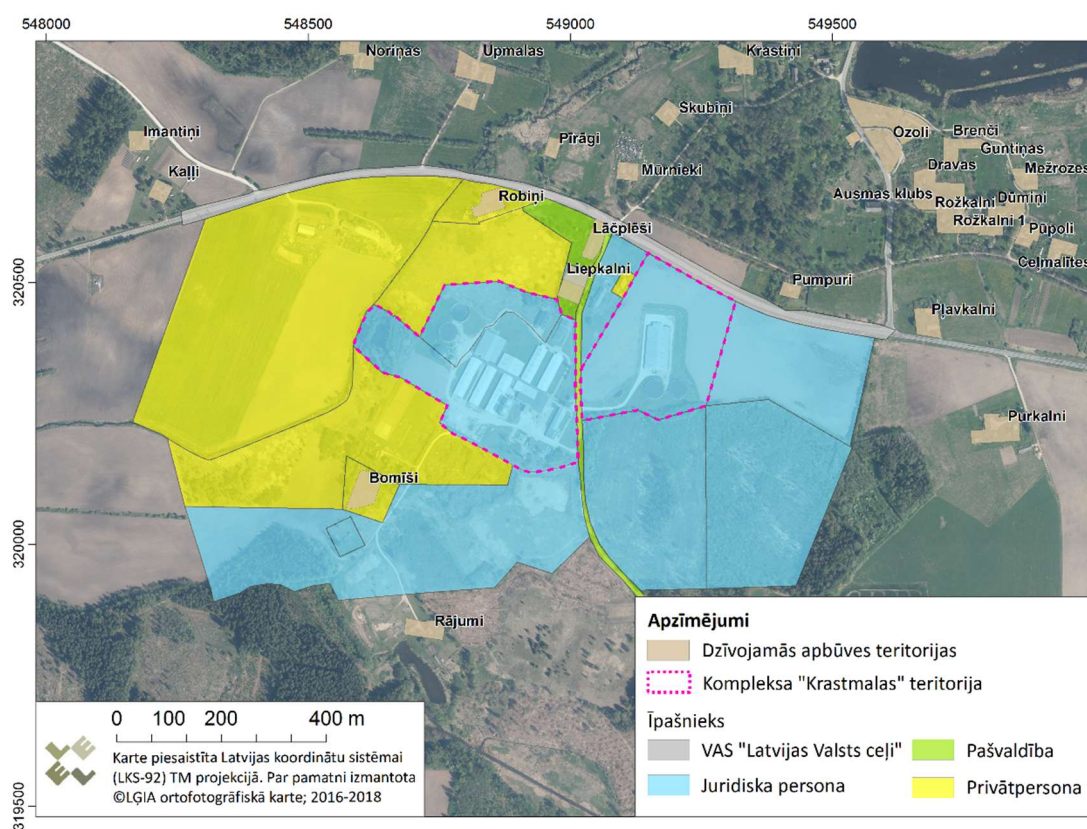 548000
548500
549000
549500
Noriņas
Upmalas
Krastiņi
Imantiņi
Skubiņi
Pīrāgi
Ozoli
Brenči
Guntiņas
Kaļļi
Mūrnieki
Dravas
Mežrozes
Robiņi
Ausmas klubs
Rožkalni
Dūmiņi
Rožkalni 1
Pūpoli
Lāčplēši
Liepkalni
Ceļmalītes
320500
Pumpuri
Pļavkalni
Purkalni
Bomīši
320000
Rājumi
Apzīmējumi
Dzīvojamās apbūves teritorijas
Kompleksa "Krastmalas" teritorija
Īpašnieks
VAS "Latvijas Valsts ceļi"
Pašvaldība
Juridiska persona
Privātpersona
0 100 200 400 m
Karte piesaistīta Latvijas koordinātu sistēmai
(LKS-92) TM projekcijā. Par pamatni izmantota
©LĢIA ortofotogrāfiskā karte; 2016-2018
319500